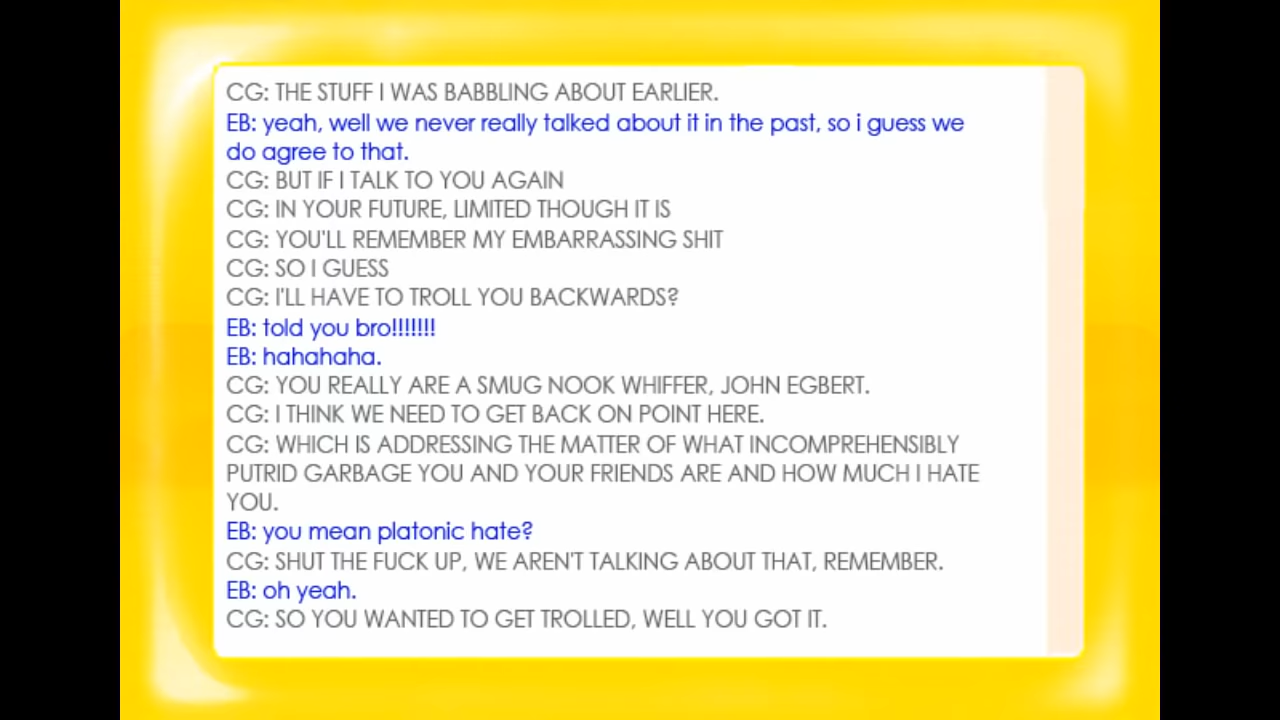 CG: THE STUFF I WAS BABBLING ABOUT EARLIER.
EB: yeah, well we never really talked about it in the past, so i guess we
do agree to that.
CG: BUT IF I TALK TO YOU AGAIN
CG: IN YOUR FUTURE, LIMITED THOUGH IT IS
CG: YOU'LL REMEMBER MY EMBARRASSING SHIT
CG: SO I GUESS
CG: I'LL HAVE TO TROLL YOU BACKWARDS?
EB: told you bro!!!!!!!
EB: hahahaha.
CG: YOU REALLY ARE A SMUG NOOK WHIFFER, JOHN EGBERT.
CG: I THINK WE NEED TO GET BACK ON POINT HERE.
CG: WHICH IS ADDRESSING THE MATTER OF WHAT INCOMPREHENSIBLY
PUTRID GARBAGE YOU AND YOUR FRIENDS ARE AND HOW MUCH I HATE
YOU.
EB: you mean platonic hate?
CG: SHUT THE FUCK UP, WE AREN'T TALKING ABOUT THAT, REMEMBER.
EB: oh yeah.
CG: SO YOU WANTED TO GET TROLLED, WELL YOU GOT IT.